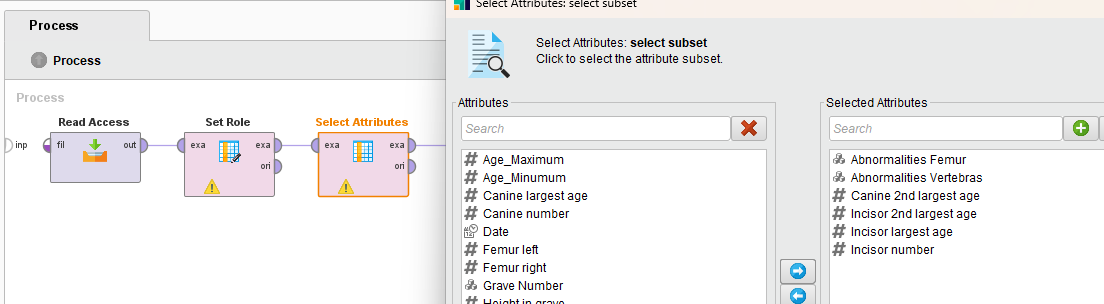 Select Attributes: select subset
Process
Process
Process
Read Access
Set Role
Select Attributes
inp
fil
out
exa
exa
ori
exa
exa
ori
Select Attributes: select subset
Click to select the attribute subset.
Attributes
Search
Age_Maximum
Age_Minumum
Canine largest age
Canine number
Date
Femur left
Femur right
Grave Number
Height in grave
Selected Attributes
Search
Abnormalities Femur
Abnormalities Vertebras
Canine 2nd largest age
Incisor 2nd largest age
Incisor largest age
Incisor number